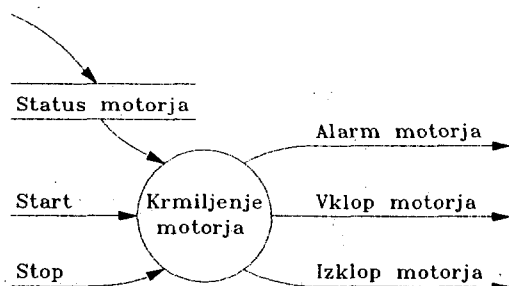 Status motorja
Alarm motorja
Start
Krmiljenje
motorja
Vklop motorja
Stop
Izklop motorja